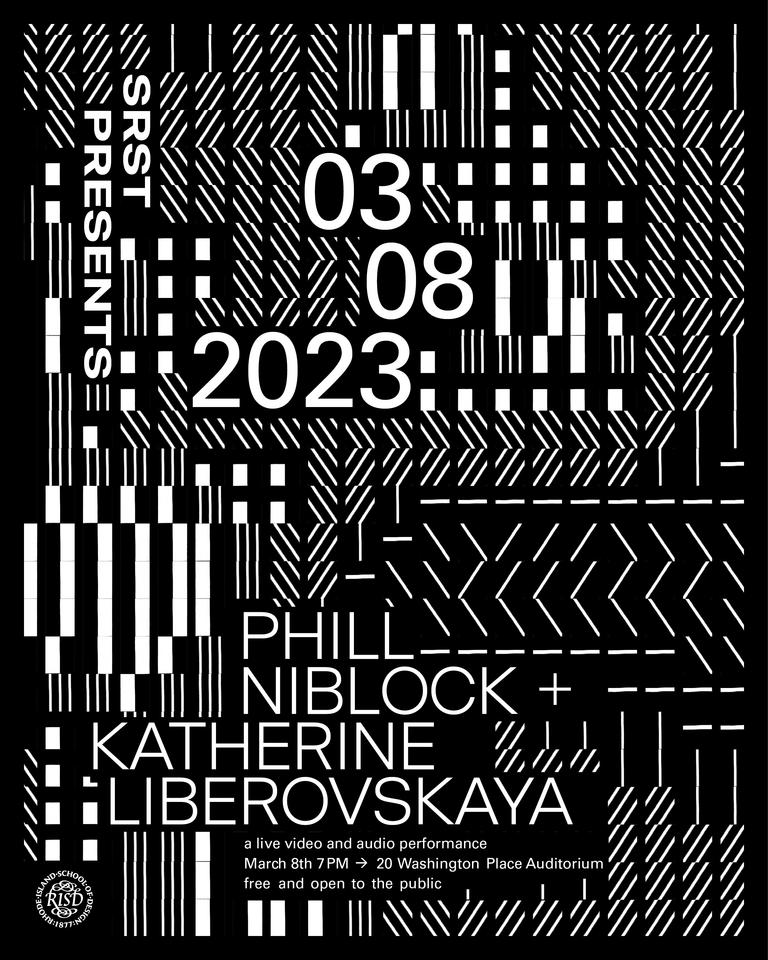 SRST
PRESENTS
03
08
2023
PHILL
NIBLOCK +
KATHERINE
LIBEROVSKAYA
a live video and audio performance
March 8th 7PM → 20 Washington Place Auditorium
free and open to the public
RHODE·ISLAND·SCHOOL·OF·DESIGN·
RISD
1877